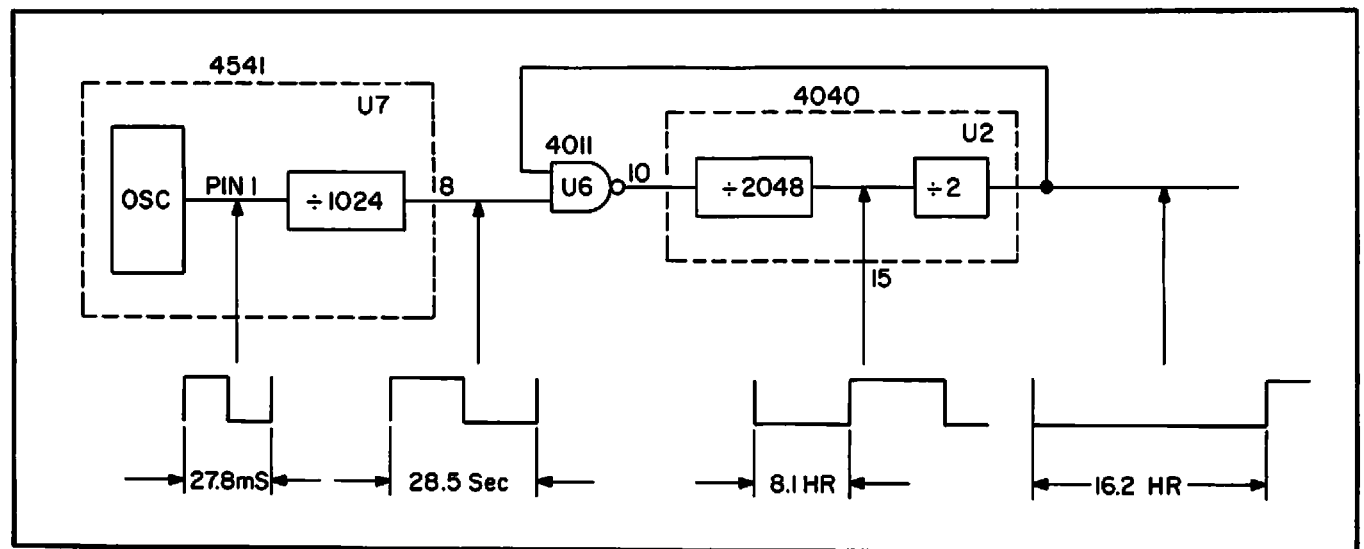 4541
U7
OSC
PIN 1
÷1024
8
4011
U6
10
4040
U2
÷2048
÷2
15
27.8mS
28.5 Sec
8.1 HR
16.2 HR